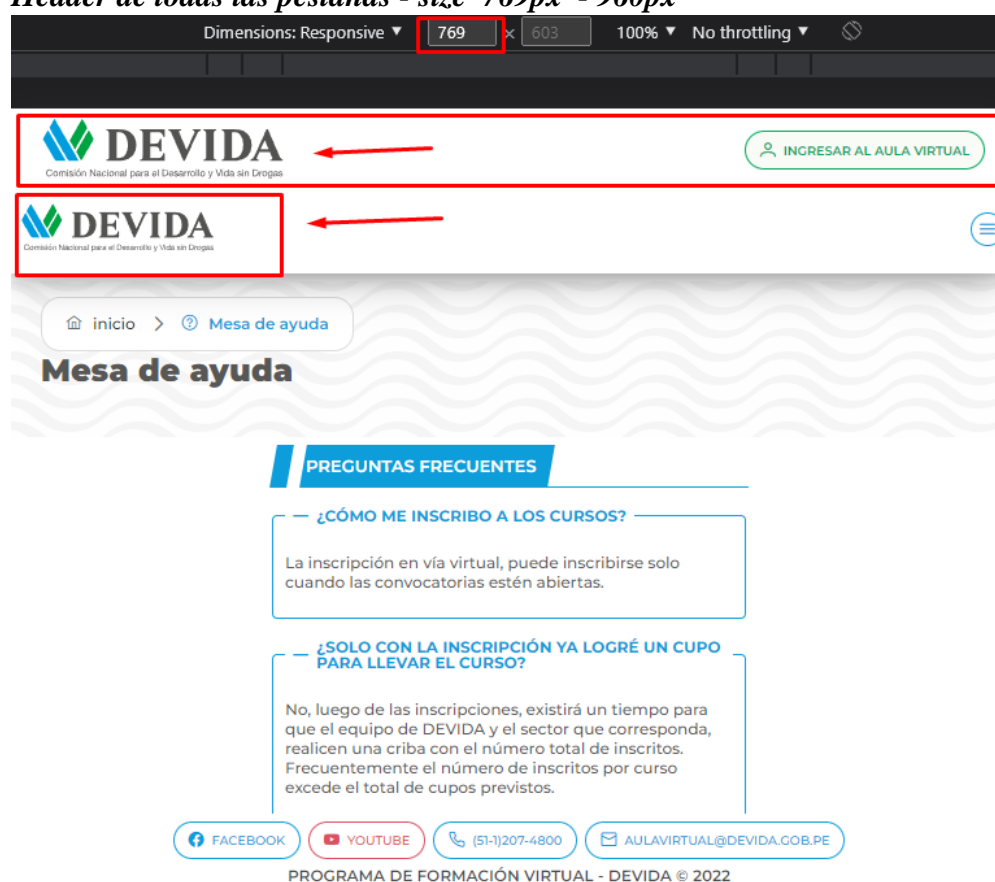 Header de todas las pestañas - size 769px - 960px
Dimensions: Responsive ▼ 769 × 603 100% ▼ No throttling ▼
DEVIDA
Comisión Nacional para el Desarrollo y Vida sin Drogas
INGRESAR AL AULA VIRTUAL
DEVIDA
Comisión Nacional para el Desarrollo y Vida sin Drogas
inicio > Mesa de ayuda
Mesa de ayuda
PREGUNTAS FRECUENTES
¿CÓMO ME INSCRIBO A LOS CURSOS?
La inscripción en vía virtual, puede inscribirse solo
cuando las convocatorias estén abiertas.
¿SOLO CON LA INSCRIPCIÓN YA LOGRÉ UN CUPO
PARA LLEVAR EL CURSO?
No, luego de las inscripciones, existirá un tiempo para
que el equipo de DEVIDA y el sector que corresponda,
realicen una criba con el número total de inscritos.
Frecuentemente el número de inscritos por curso
excede el total de cupos previstos.
FACEBOOK YOUTUBE (51-1)207-4800 AULAVIRTUAL@DEVIDA.GOB.PE
PROGRAMA DE FORMACIÓN VIRTUAL - DEVIDA © 2022